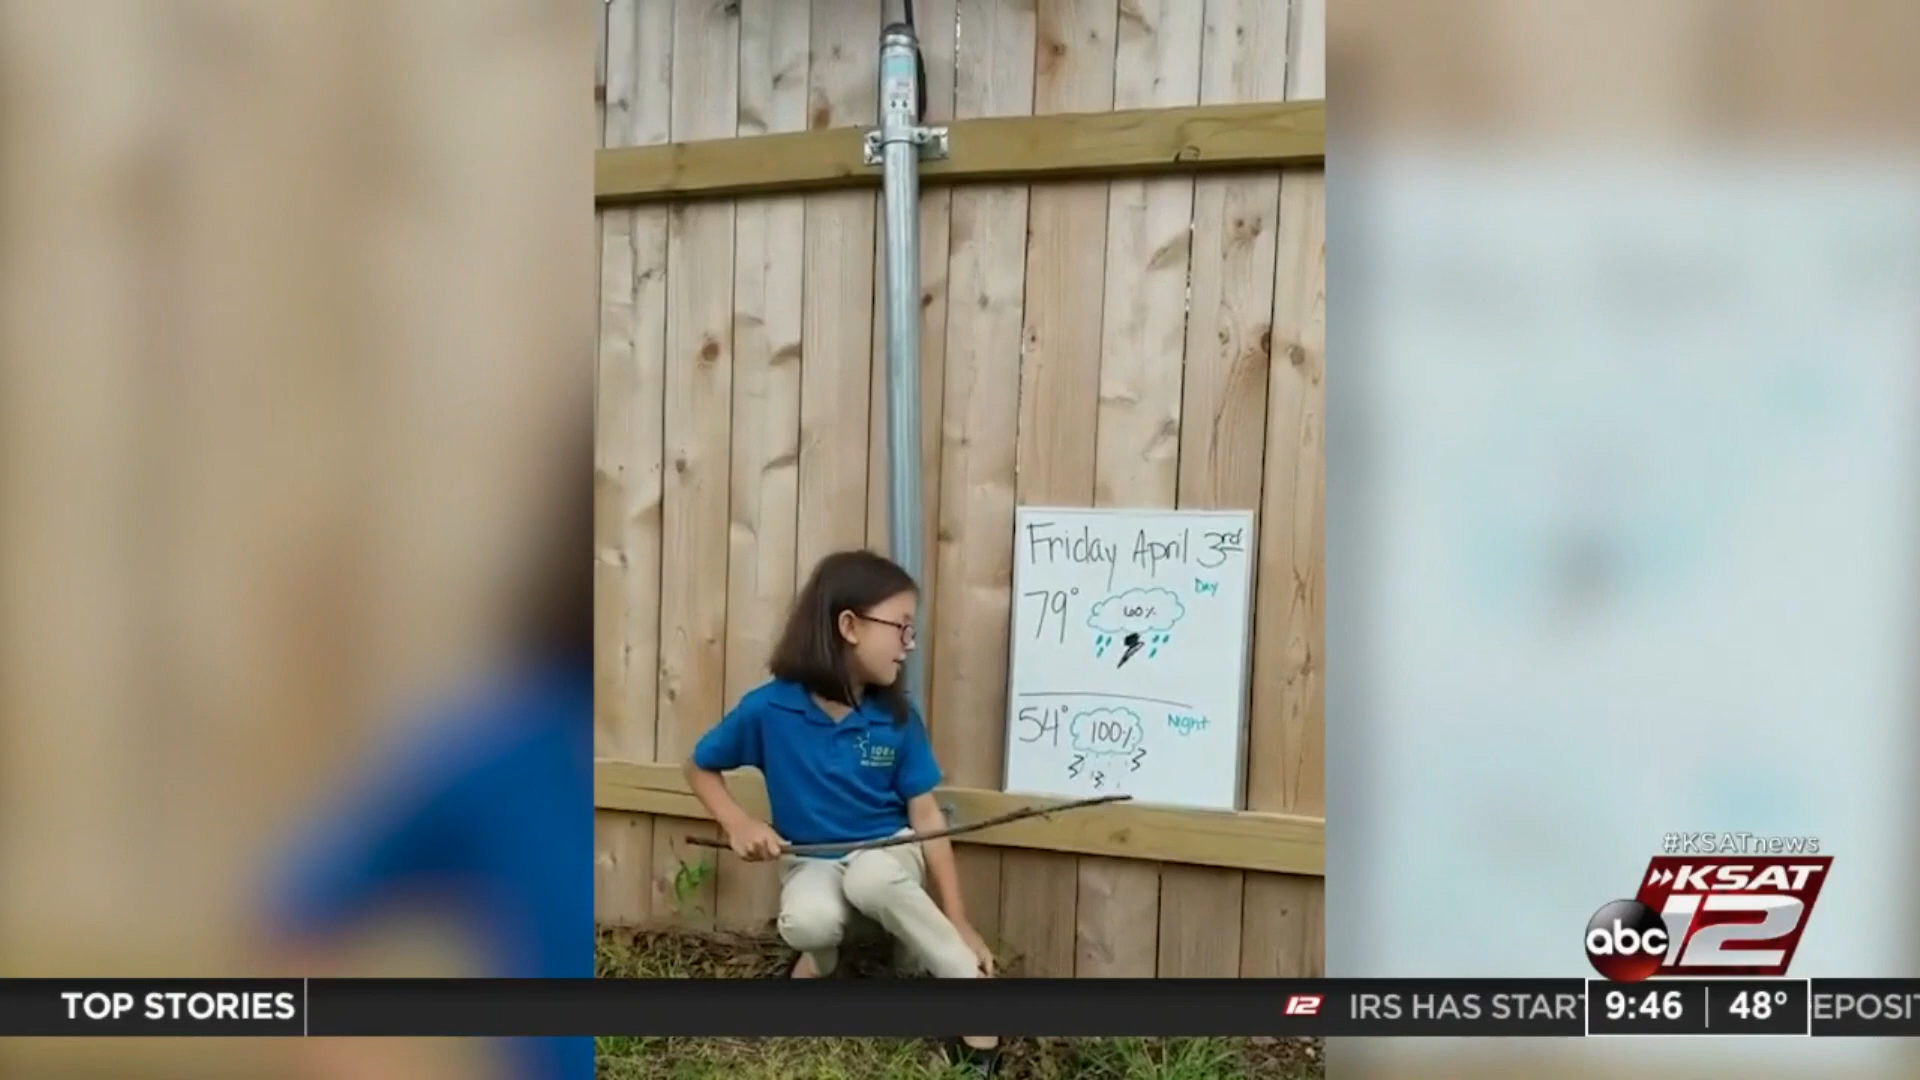 Friday April 3rd
Day
79°
60%
54°
100%
Night
IDEA
#KSATnews
KSAT
12
abc
TOP STORIES
12 IRS HAS START
9:46 48°
EPOSIT